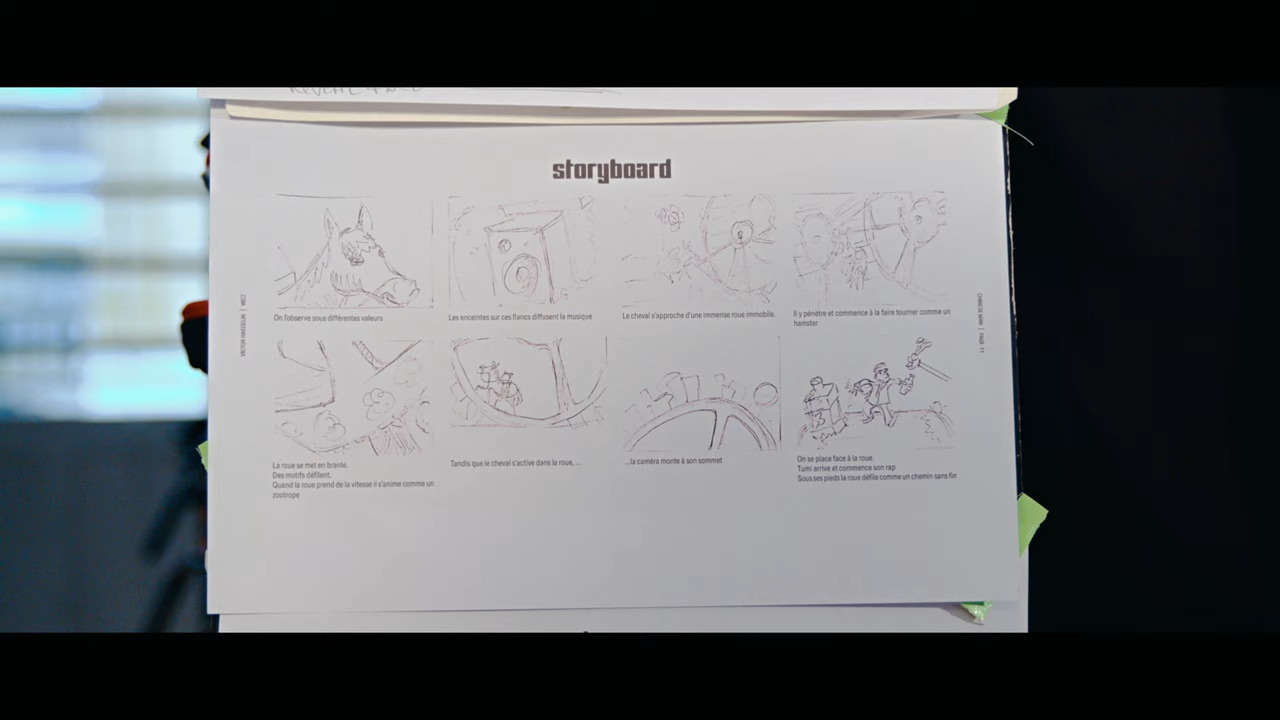 storyboard
On l'observe sous différentes valeurs
Les enceintes sur ces flancs diffusent la musique
Le cheval s'approche d'une immense roue immobile.
Il y pénètre et commence à la faire tourner comme un
hamster
La roue se met en branle.
Des motifs défilent.
Quand la roue prend de la vitesse il s'anime comme un
zootrope
Tandis que le cheval s'active dans la roue, ...
...la caméra monte à son sommet
On se place face à la roue.
Tumi arrive et commence son rap
Sous ses pieds la roue défile comme un chemin sans fin
PAGE 11